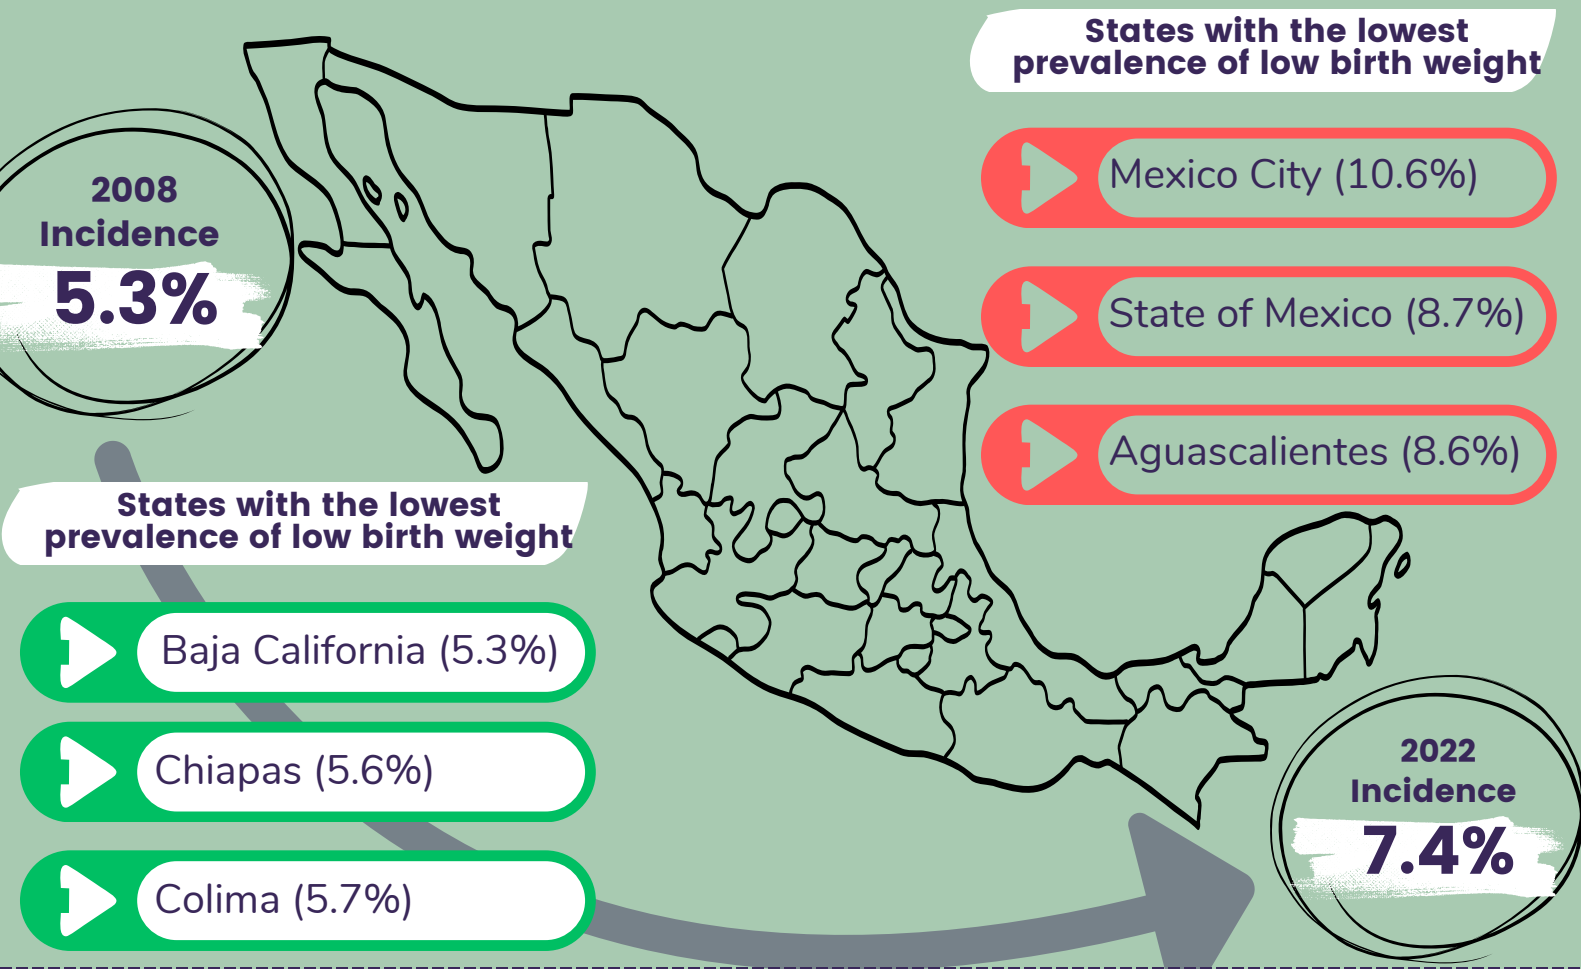 States with the lowest
prevalence of low birth weight
Mexico City (10.6%)
State of Mexico (8.7%)
Aguascalientes (8.6%)
2008
Incidence
5.3%
States with the lowest
prevalence of low birth weight
Baja California (5.3%)
Chiapas (5.6%)
Colima (5.7%)
2022
Incidence
7.4%